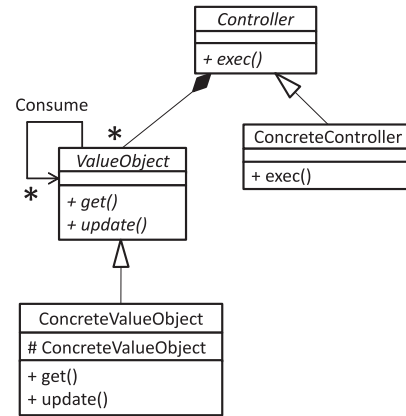 Controller
+ exec()
Consume
*
ValueObject
*
+ get()
+ update()
ConcreteController
+ exec()
ConcreteValueObject
# ConcreteValueObject
+ get()
+ update()